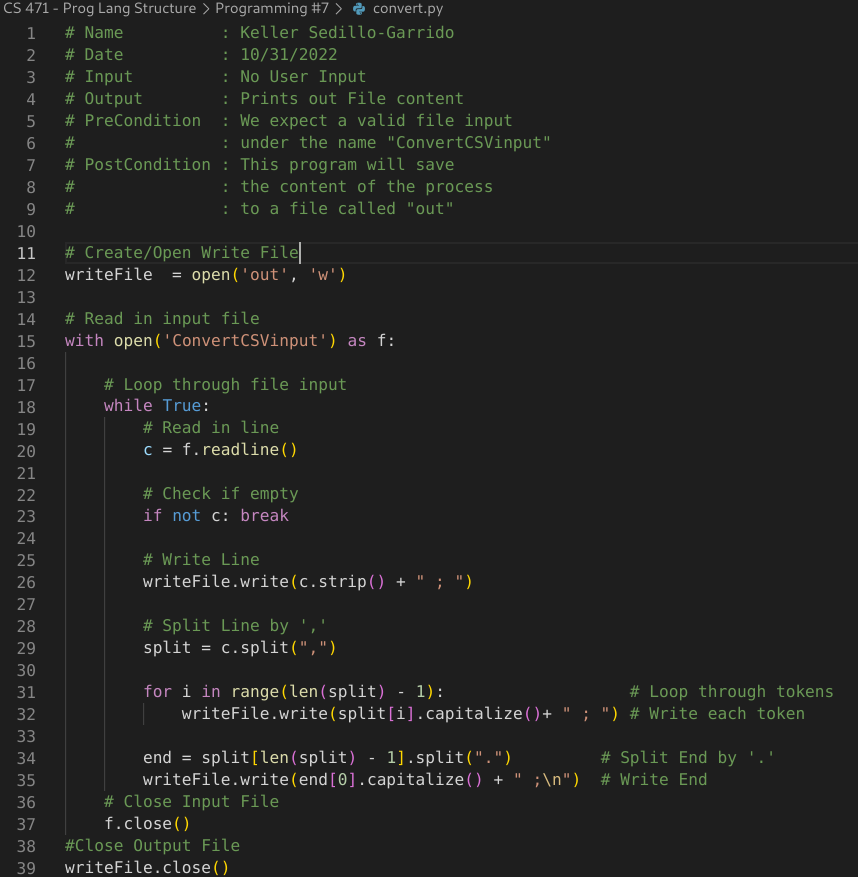 CS 471 - Prog Lang Structure > Programming #7 > convert.py
1 # Name          : Keller Sedillo-Garrido
2 # Date          : 10/31/2022
3 # Input         : No User Input
4 # Output        : Prints out File content
5 # PreCondition  : We expect a valid file input
6 #               : under the name "ConvertCSVinput"
7 # PostCondition : This program will save
8 #               : the content of the process
9 #               : to a file called "out"
10
11 # Create/Open Write File
12 writeFile  = open('out', 'w')
13
14 # Read in input file
15 with open('ConvertCSVinput') as f:
16
17     # Loop through file input
18     while True:
19         # Read in line
20         c = f.readline()
21
22         # Check if empty
23         if not c: break
24
25         # Write Line
26         writeFile.write(c.strip() + " ; ")
27
28         # Split Line by ','
29         split = c.split(",")
30
31         for i in range(len(split) - 1):                   # Loop through tokens
32             writeFile.write(split[i].capitalize()+ " ; ") # Write each token
33
34         end = split[len(split) - 1].split(".")         # Split End by '.'
35         writeFile.write(end[0].capitalize() + " ;\n")  # Write End
36     # Close Input File
37     f.close()
38 #Close Output File
39 writeFile.close()